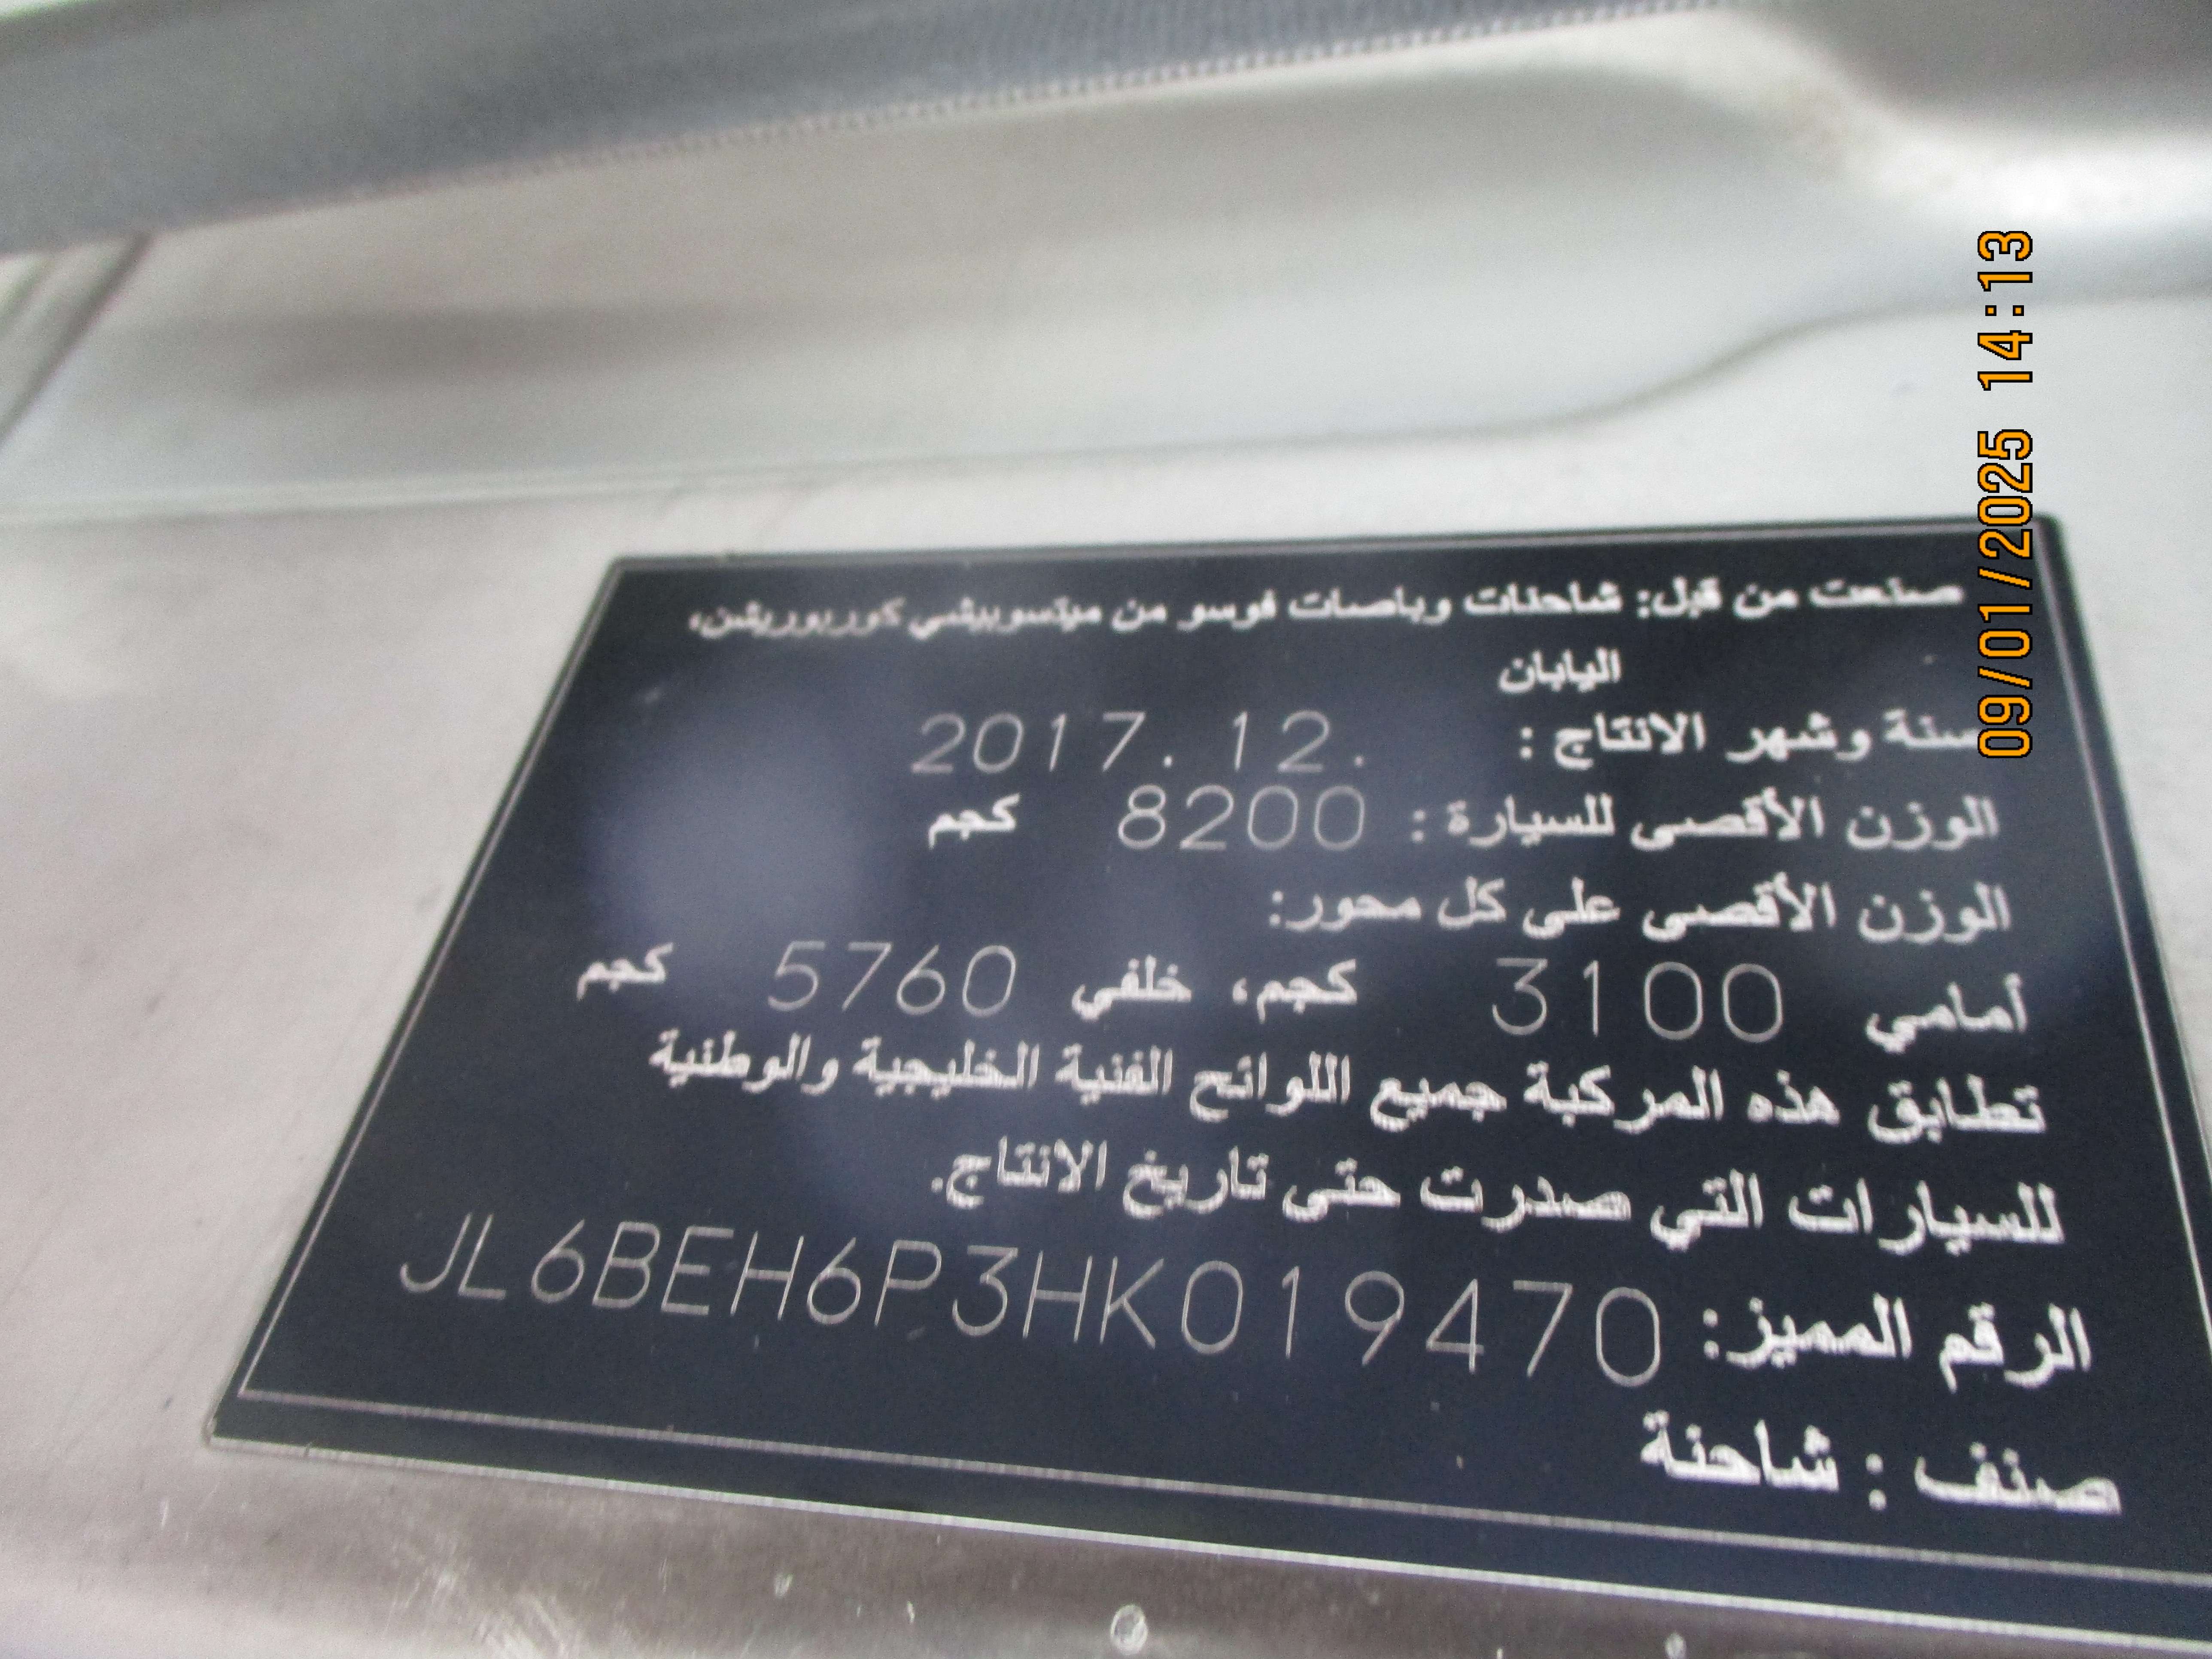 صنعت من قبل: شاحنات وباصات فوسو من ميتسوبيشي كوربوريشن،
اليابان
سنة وشهر الانتاج : 2017. 12.
الوزن الأقصى للسيارة : 8200 كجم
الوزن الأقصى على كل محور:
أمامي 3100 كجم، خلفي 5760 كجم
تطابق هذه المركبة جميع اللوائح الفنية الخليجية والوطنية
للسيارات التي صدرت حتى تاريخ الانتاج.
الرقم المميز: JL6BEH6P3HK019470
صنف : شاحنة
09/01/2025 14:13